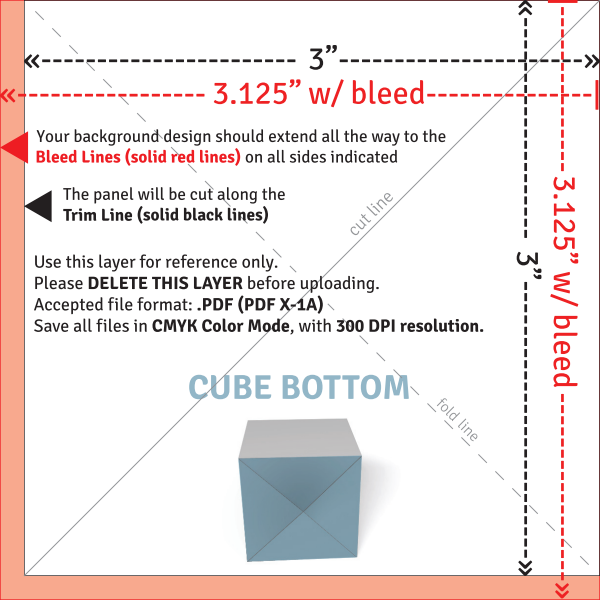 3”
3.125” w/ bleed
Your background design should extend all the way to the
Bleed Lines (solid red lines) on all sides indicated
The panel will be cut along the
Trim Line (solid black lines)
cut line
3”
3.125” w/ bleed
Use this layer for reference only.
Please DELETE THIS LAYER before uploading.
Accepted file format: .PDF (PDF X-1A)
Save all files in CMYK Color Mode, with 300 DPI resolution.
CUBE BOTTOM
fold line